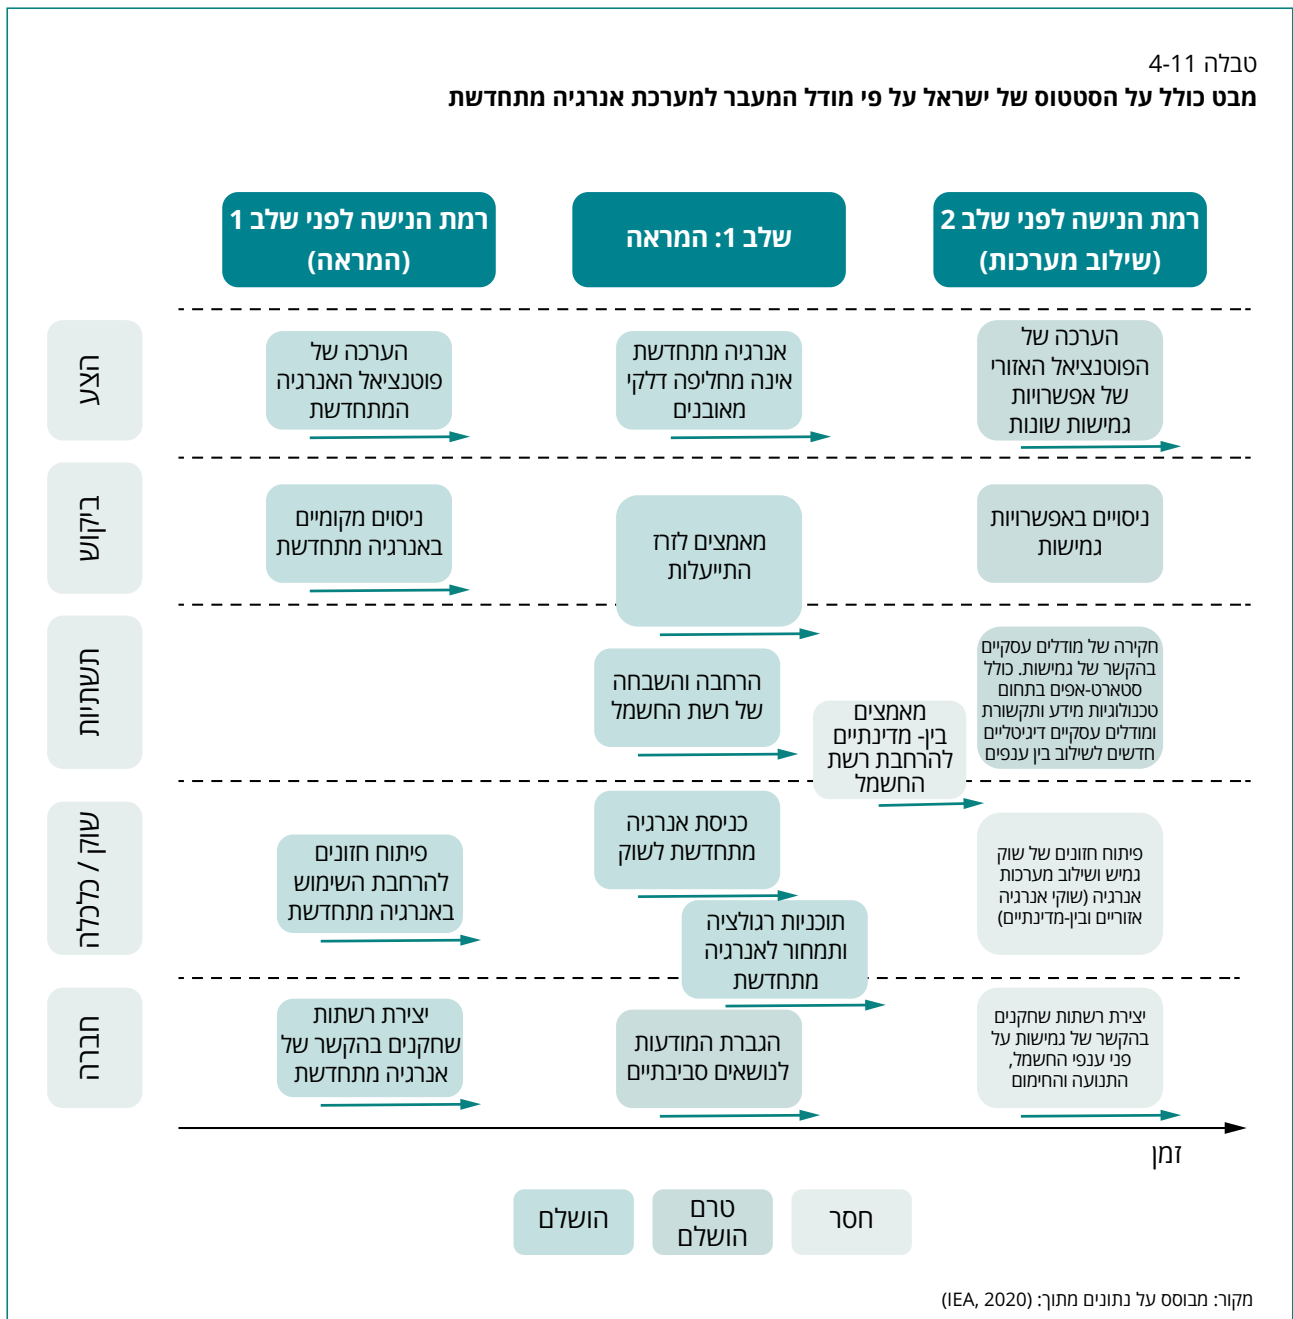 טבלה 4-11
מבט כולל על הסטטוס של ישראל על פי מודל המעבר למערכת אנרגיה מתחדשת
רמת הנישה לפני שלב 1
(המראה)
שלב 1: המראה
רמת הנישה לפני שלב 2
(שילוב מערכות)
הצע
הערכה של
פוטנציאל האנרגיה
המתחדשת
אנרגיה מתחדשת
אינה מחליפה דלקי
מאובנים
הערכה של
הפוטנציאל האזורי
של אפשרויות
גמישות שונות
ביקוש
ניסוים מקומיים
באנרגיה מתחדשת
מאמצים לזרז
התייעלות
ניסויים באפשרויות
גמישות
תשתיות
הרחבה והשבחה
של רשת החשמל
מאמצים
בין- מדינתיים
להרחבת רשת
החשמל
חקירה של מודלים עסקיים
בהקשר של גמישות. כולל
סטארט-אפים בתחום
טכנולוגיות מידע ותקשורת
ומודלים עסקיים דיגיטליים
חדשים לשילוב בין ענפים
שוק / כלכלה
פיתוח חזונים
להרחבת השימוש
באנרגיה מתחדשת
כניסת אנרגיה
מתחדשת לשוק
תוכניות רגולציה
ותמחור לאנרגיה
מתחדשת
פיתוח חזונים של שוק
גמיש ושילוב מערכות
אנרגיה (שוקי אנרגיה
אזוריים ובין-מדינתיים)
חברה
יצירת רשתות
שחקנים בהקשר של
אנרגיה מתחדשת
הגברת המודעות
לנושאים סביבתיים
יצירת רשתות שחקנים
בהקשר של גמישות על
פני ענפי החשמל,
התנועה והחימום
זמן
הושלם
טרם
הושלם
חסר
מקור: מבוסס על נתונים מתוך: (IEA, 2020)